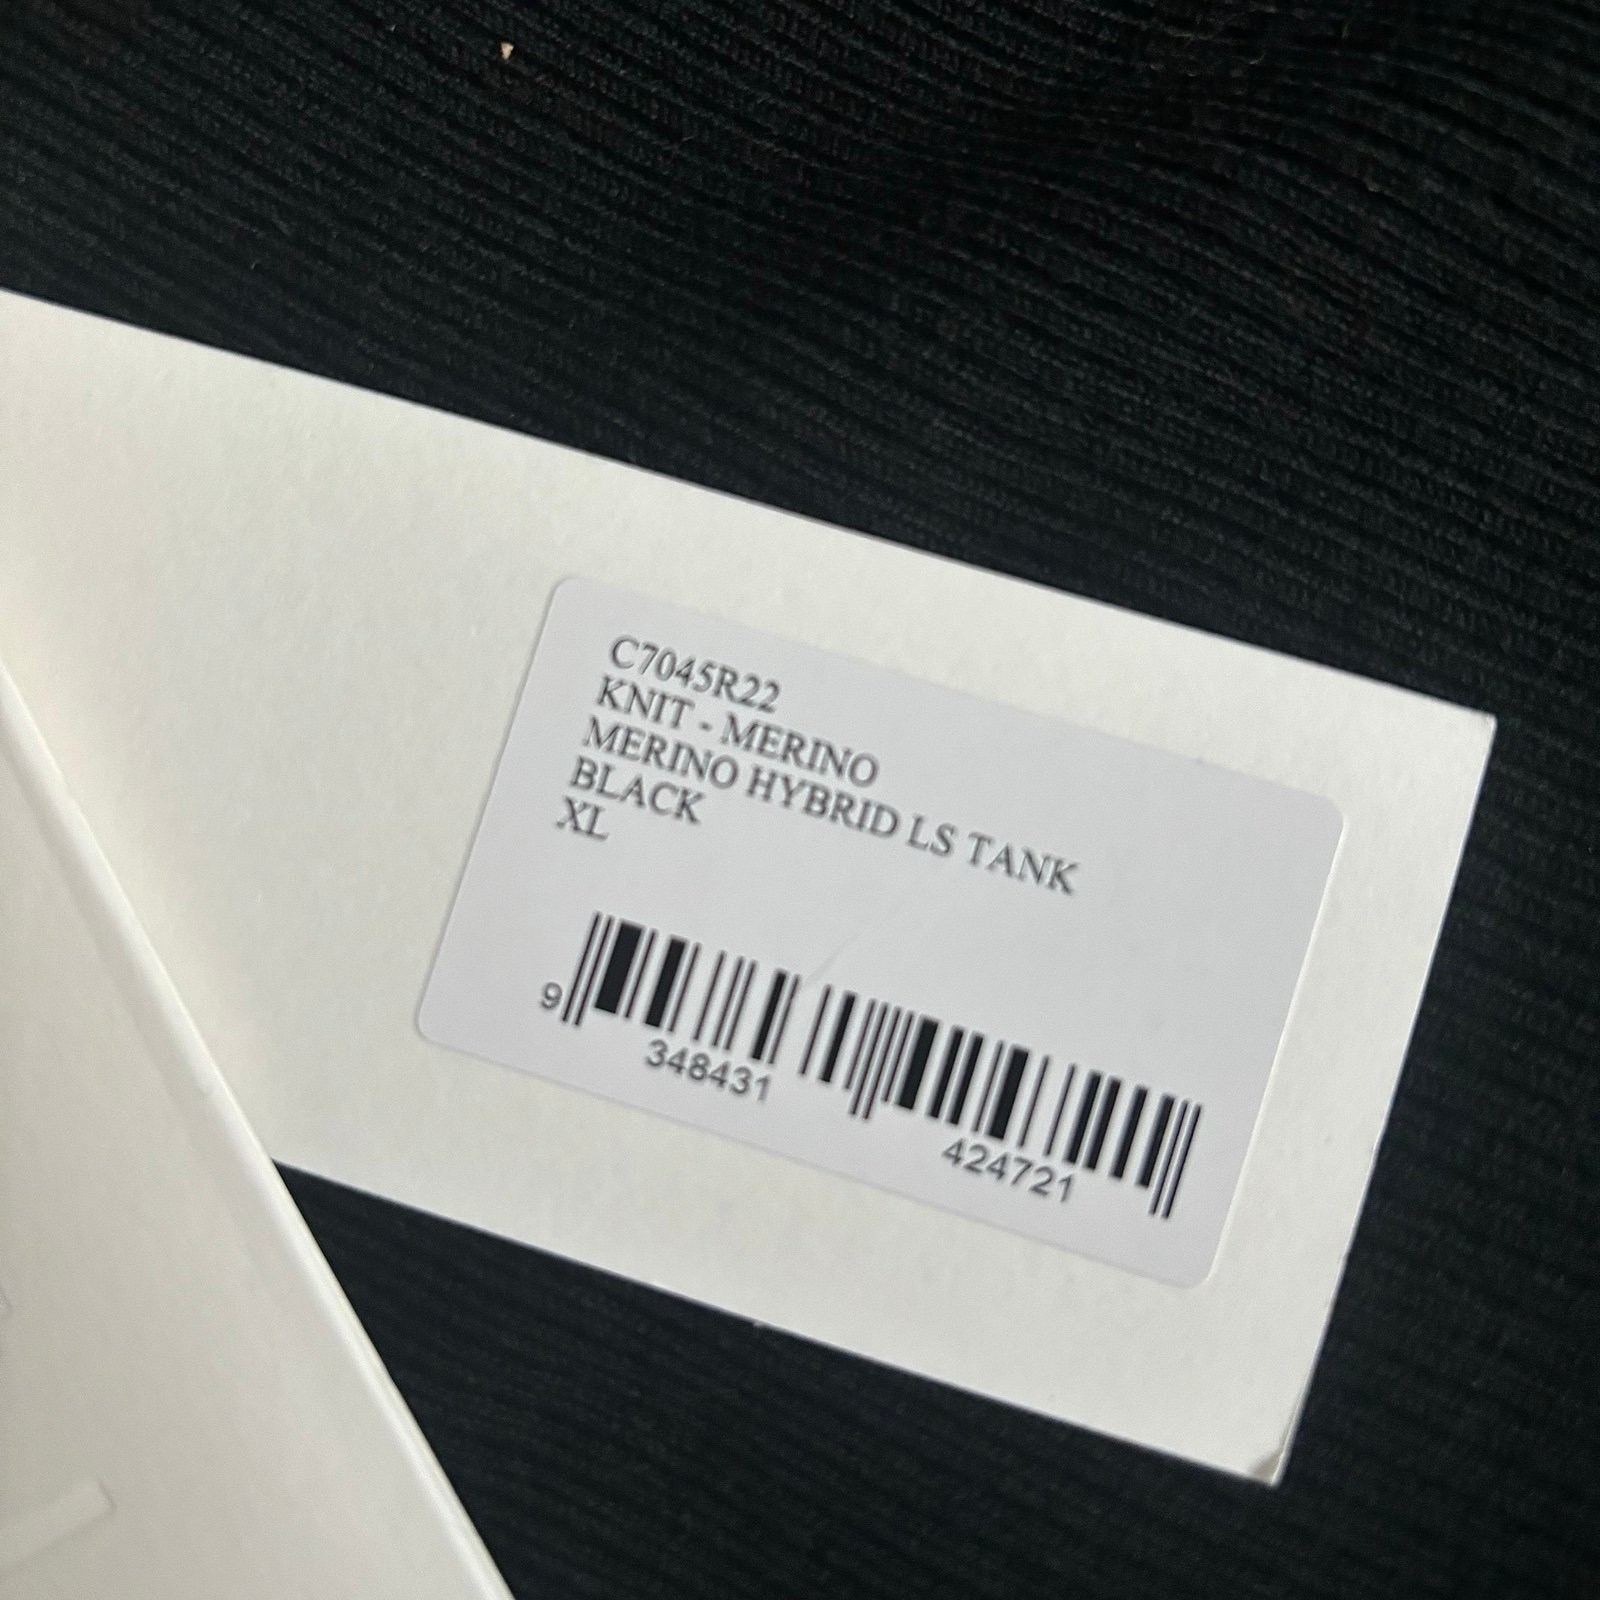 C7045R22
KNIT - MERINO
MERINO HYBRID LS TANK
BLACK
XL
9 348431 424721